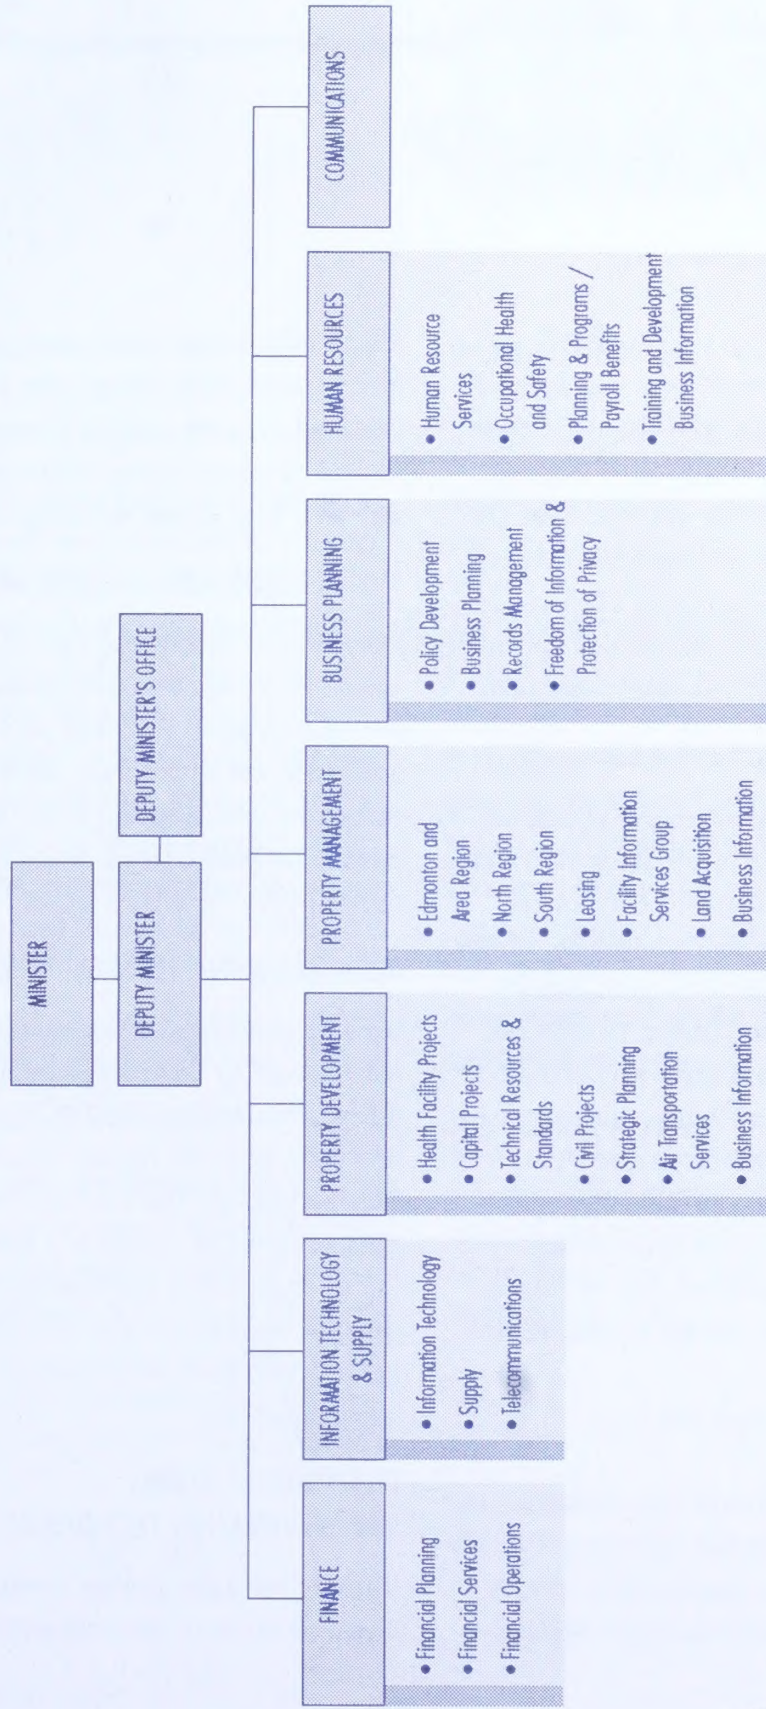 MINISTER
DEPUTY MINISTER
DEPUTY MINISTER'S OFFICE
FINANCE
• Financial Planning
• Financial Services
• Financial Operations
INFORMATION TECHNOLOGY
& SUPPLY
• Information Technology
• Supply
• Telecommunications
PROPERTY DEVELOPMENT
• Health Facility Projects
• Capital Projects
• Technical Resources &
Standards
• Civil Projects
• Strategic Planning
• Air Transportation
Services
• Business Information
PROPERTY MANAGEMENT
• Edmonton and
Area Region
• North Region
• South Region
• Leasing
• Facility Information
Services Group
• Land Acquisition
• Business Information
BUSINESS PLANNING
• Policy Development
• Business Planning
• Records Management
• Freedom of Information &
Protection of Privacy
HUMAN RESOURCES
• Human Resource
Services
• Occupational Health
and Safety
• Planning & Programs /
Payroll Benefits
• Training and Development
Business Information
COMMUNICATIONS